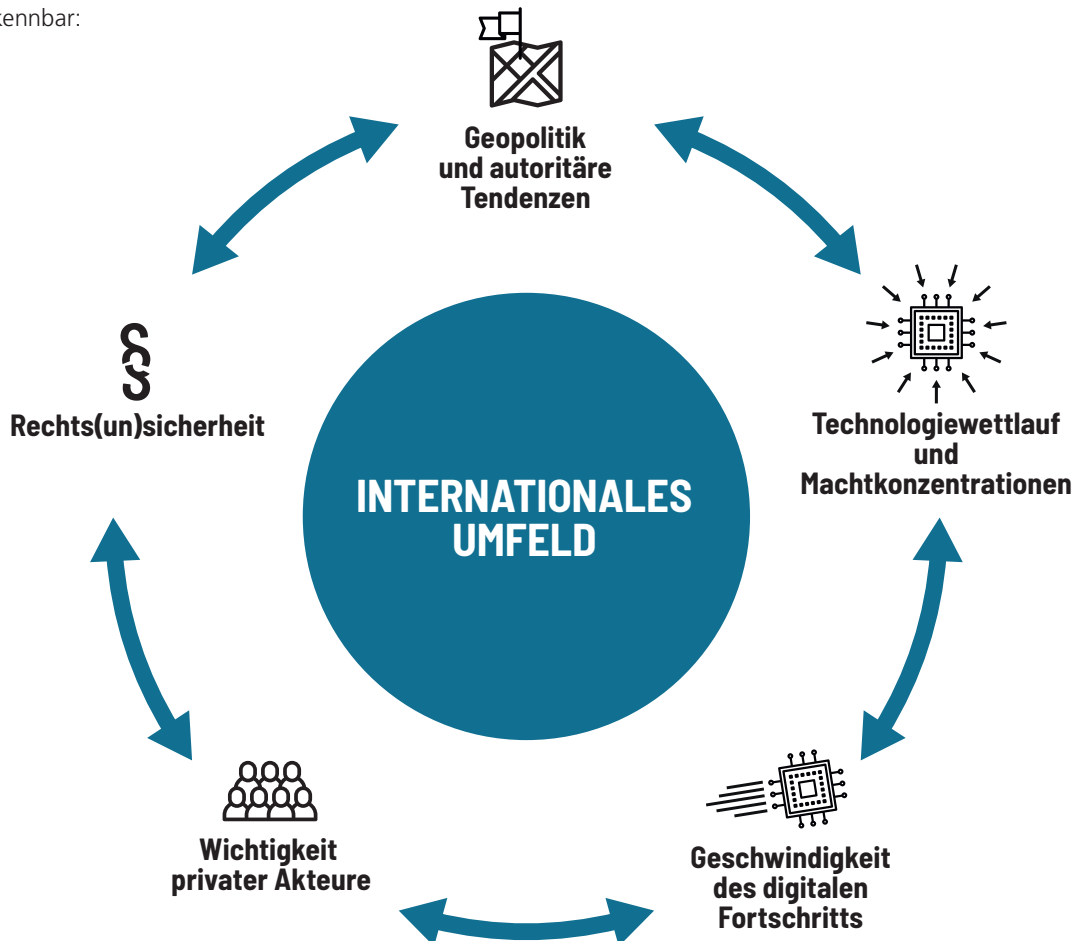 kennbar:
Geopolitik
und autoritäre
Tendenzen
Rechts(un)sicherheit
Technologiewettlauf
und
Machtkonzentrationen
INTERNATIONALES
UMFELD
Wichtigkeit
privater Akteure
Geschwindigkeit
des digitalen
Fortschritts